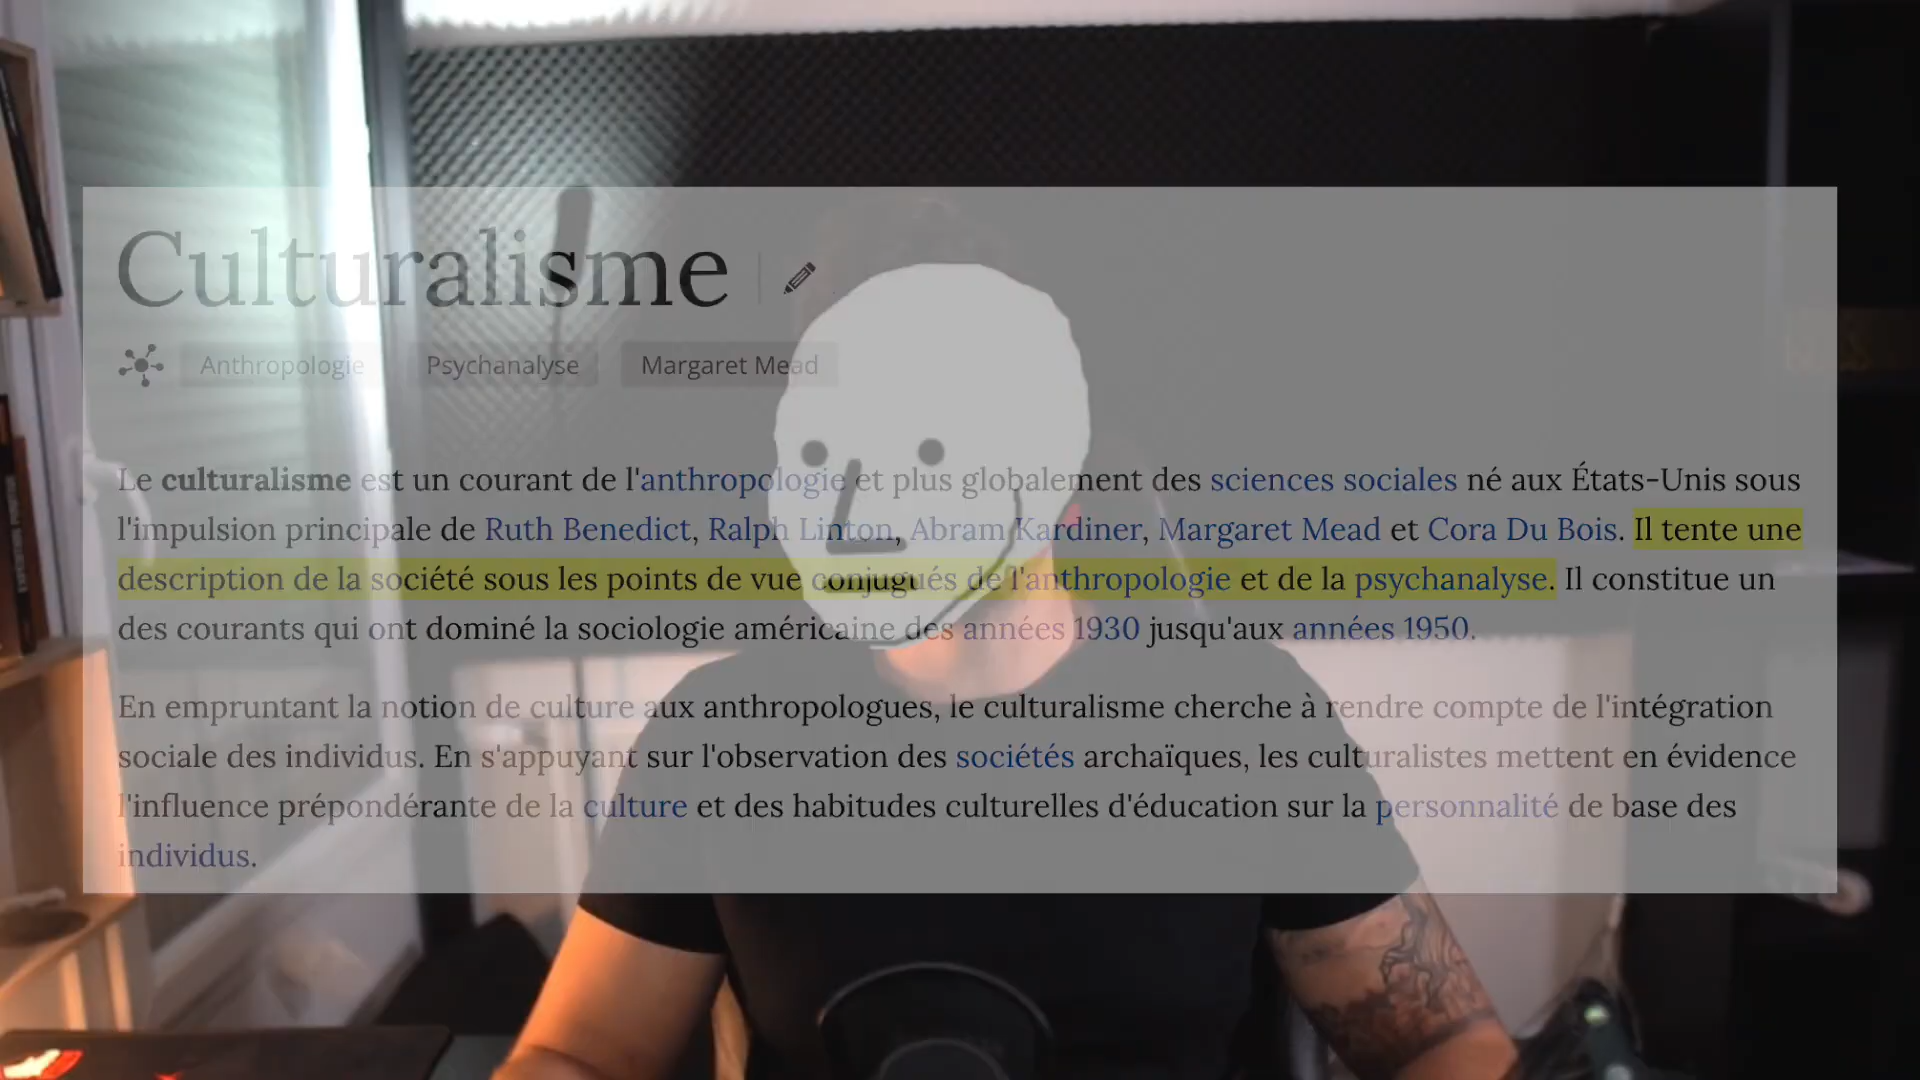 Culturalisme
Anthropologie Psychanalyse Margaret Mead
Le culturalisme est un courant de l'anthropologie et plus globalement des sciences sociales né aux États-Unis sous
l'impulsion principale de Ruth Benedict, Ralph Linton, Abram Kardiner, Margaret Mead et Cora Du Bois. Il tente une
description de la société sous les points de vue conjugués de l'anthropologie et de la psychanalyse. Il constitue un
des courants qui ont dominé la sociologie américaine des années 1930 jusqu'aux années 1950.
En empruntant la notion de culture aux anthropologues, le culturalisme cherche à rendre compte de l'intégration
sociale des individus. En s'appuyant sur l'observation des sociétés archaïques, les culturalistes mettent en évidence
l'influence prépondérante de la culture et des habitudes culturelles d'éducation sur la personnalité de base des
individus.